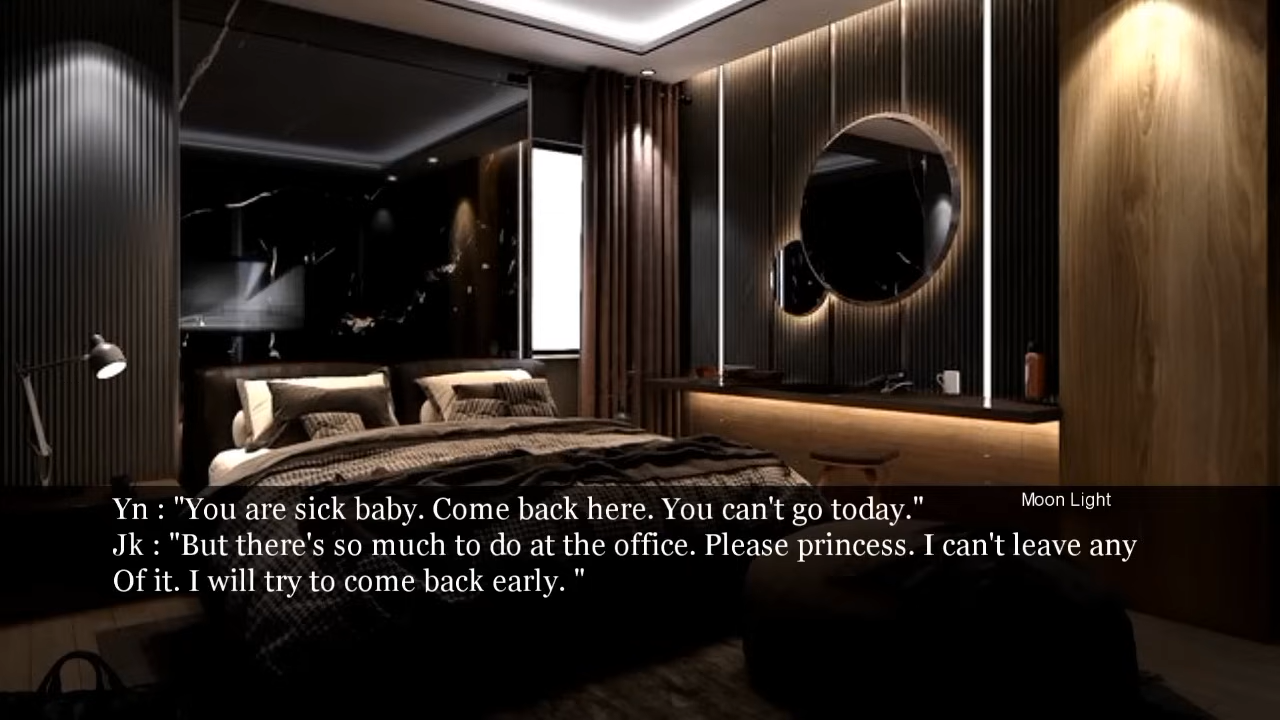 Yn : "You are sick baby. Come back here. You can't go today."
Moon Light
Jk : "But there's so much to do at the office. Please princess. I can't leave any
Of it. I will try to come back early. "